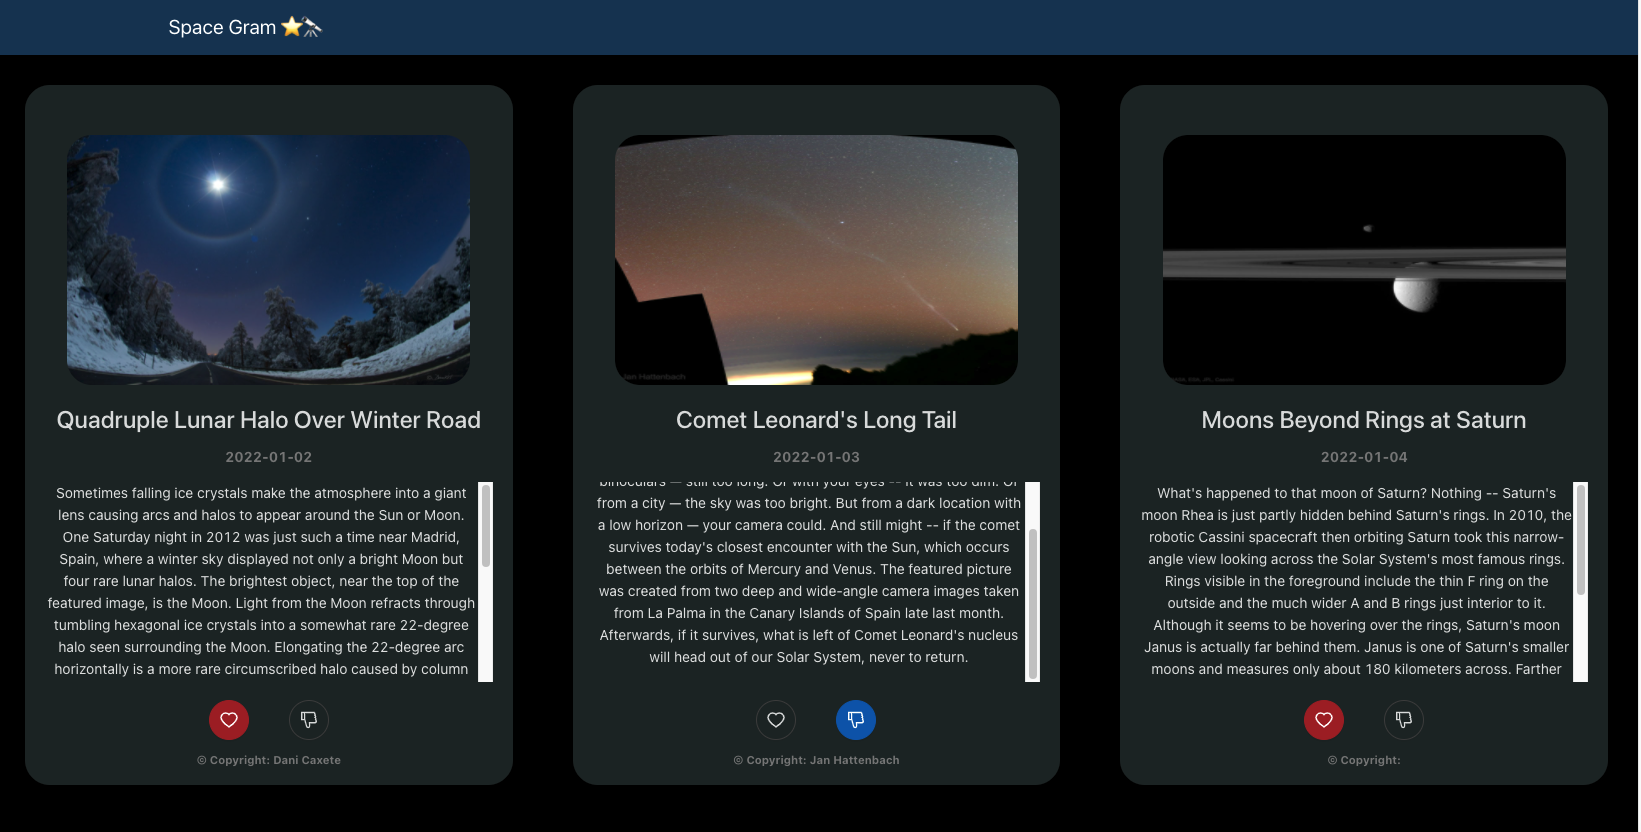 Space Gram
Quadruple Lunar Halo Over Winter Road
2022-01-02
Sometimes falling ice crystals make the atmosphere into a giant
lens causing arcs and halos to appear around the Sun or Moon.
One Saturday night in 2012 was just such a time near Madrid,
Spain, where a winter sky displayed not only a bright Moon but
four rare lunar halos. The brightest object, near the top of the
featured image, is the Moon. Light from the Moon refracts through
tumbling hexagonal ice crystals into a somewhat rare 22-degree
halo seen surrounding the Moon. Elongating the 22-degree arc
horizontally is a more rare circumscribed halo caused by column
© Copyright: Dani Caxete
Jan Hattenbach
Comet Leonard's Long Tail
2022-01-03
binoculars — still too long. Or with your eyes -- it was too dim. Or
from a city — the sky was too bright. But from a dark location with
a low horizon — your camera could. And still might -- if the comet
survives today's closest encounter with the Sun, which occurs
between the orbits of Mercury and Venus. The featured picture
was created from two deep and wide-angle camera images taken
from La Palma in the Canary Islands of Spain late last month.
Afterwards, if it survives, what is left of Comet Leonard's nucleus
will head out of our Solar System, never to return.
© Copyright: Jan Hattenbach
Moons Beyond Rings at Saturn
2022-01-04
What's happened to that moon of Saturn? Nothing -- Saturn's
moon Rhea is just partly hidden behind Saturn's rings. In 2010, the
robotic Cassini spacecraft then orbiting Saturn took this narrow-
angle view looking across the Solar System's most famous rings.
Rings visible in the foreground include the thin F ring on the
outside and the much wider A and B rings just interior to it.
Although it seems to be hovering over the rings, Saturn's moon
Janus is actually far behind them. Janus is one of Saturn's smaller
moons and measures only about 180 kilometers across. Farther
© Copyright: